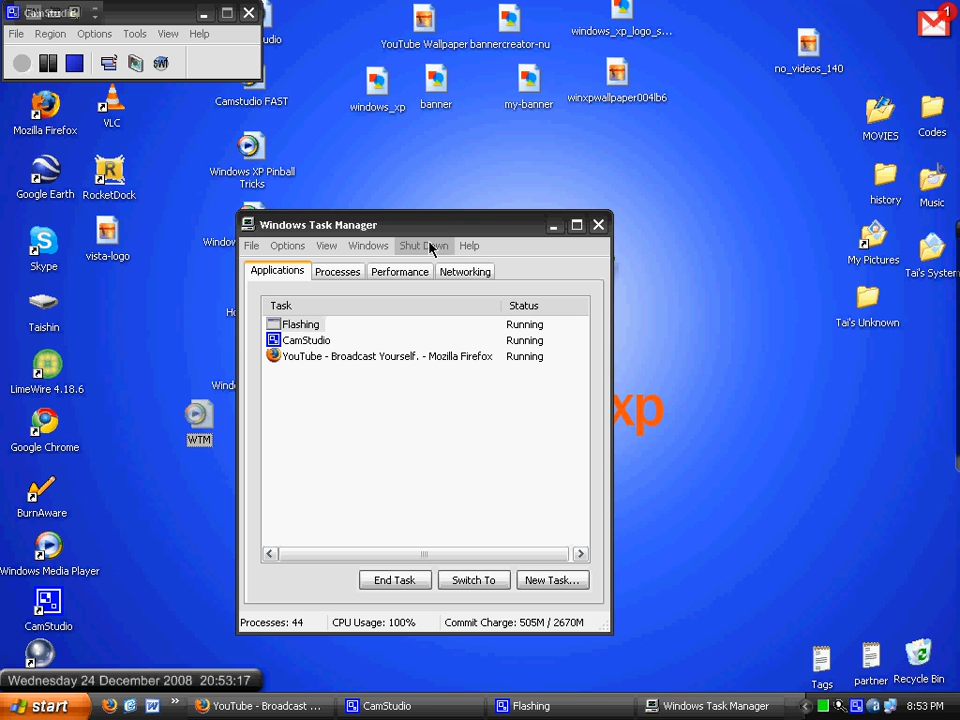 File Region Options Tools View Help
YouTube Wallpaper
bannercreator-nu
windows_xp_logo_s...
no_videos_140
Mozilla Firefox
VLC
Camstudio FAST
windows_xp
banner
my-banner
winxpwallpaper004lb6
MOVIES
Codes
Google Earth
RocketDock
Windows XP Pinball
Tricks
history
Music
Skype
vista-logo
My Pictures
Tai's System
Taishin
Tai's Unknown
LimeWire 4.18.6
Google Chrome
WTM
BurnAware
Windows Media Player
CamStudio
Windows Task Manager
File Options View Windows Shut Down Help
Applications Processes Performance Networking
Task Status
Flashing Running
CamStudio Running
YouTube - Broadcast Yourself. - Mozilla Firefox Running
End Task Switch To New Task...
Processes: 44 CPU Usage: 100% Commit Charge: 505M / 2670M
xp
Tags
partner
Recycle Bin
Wednesday 24 December 2008 20:53:17
start
YouTube - Broadcast ...
CamStudio
Flashing
Windows Task Manager
8:53 PM
1